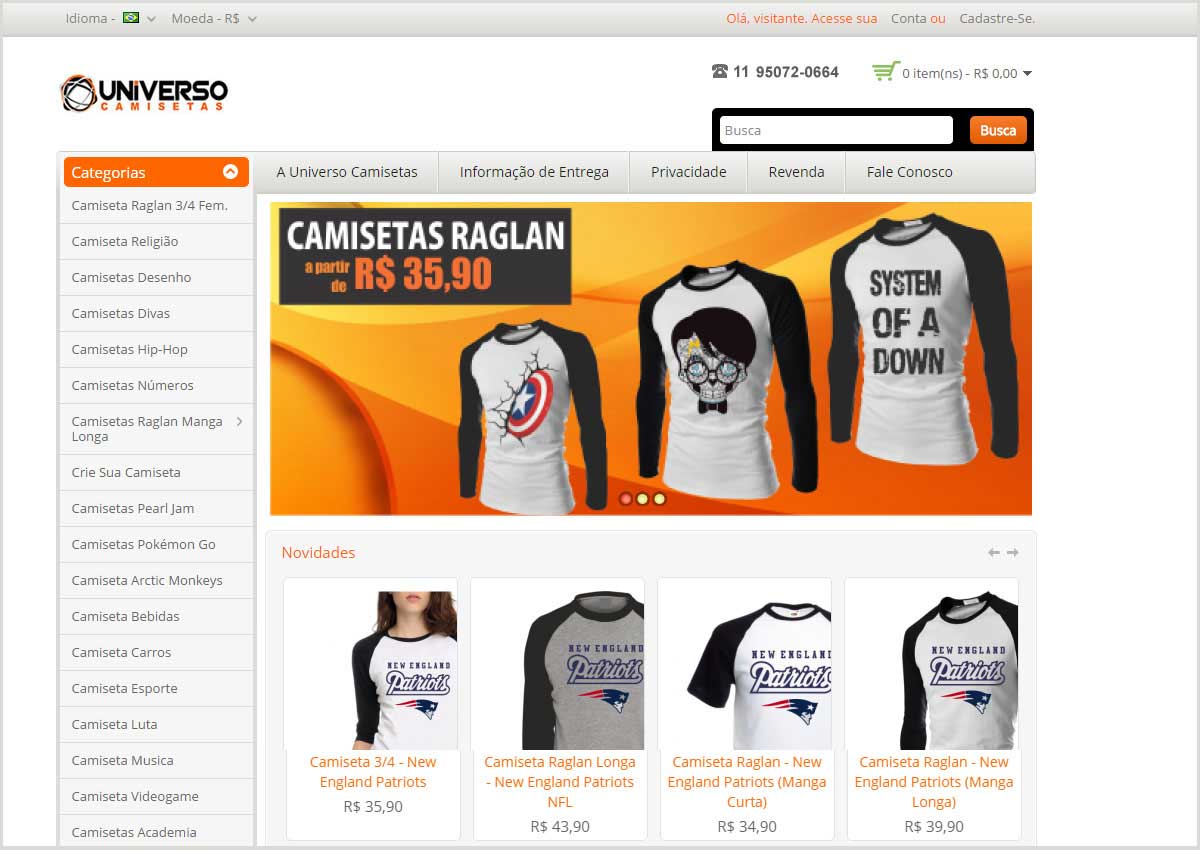 Idioma -
Moeda - R$
Olá, visitante. Acesse sua Conta ou Cadastre-Se.
UNIVERSO
CAMISETAS
11 95072-0664
0 item(ns) - R$ 0,00
Busca
Busca
Categorias
A Universo Camisetas
Informação de Entrega
Privacidade
Revenda
Fale Conosco
Camiseta Raglan 3/4 Fem.
Camiseta Religião
Camisetas Desenho
Camisetas Divas
Camisetas Hip-Hop
Camisetas Números
Camisetas Raglan Manga
Longa
Crie Sua Camiseta
Camisetas Pearl Jam
Camisetas Pokémon Go
Camiseta Arctic Monkeys
Camiseta Bebidas
Camiseta Carros
Camiseta Esporte
Camiseta Luta
Camiseta Musica
Camiseta Videogame
Camisetas Academia
CAMISETAS RAGLAN
a partir
de R$ 35,90
SYSTEM
OF A
DOWN
Novidades
NEW ENGLAND
Patriots
Camiseta 3/4 - New
England Patriots
R$ 35,90
NEW ENGLAND
Patriots
Camiseta Raglan Longa
- New England Patriots
NFL
R$ 43,90
NEW ENGLAND
Patriots
Camiseta Raglan - New
England Patriots (Manga
Curta)
R$ 34,90
NEW ENGLAND
Patriots
Camiseta Raglan - New
England Patriots (Manga
Longa)
R$ 39,90